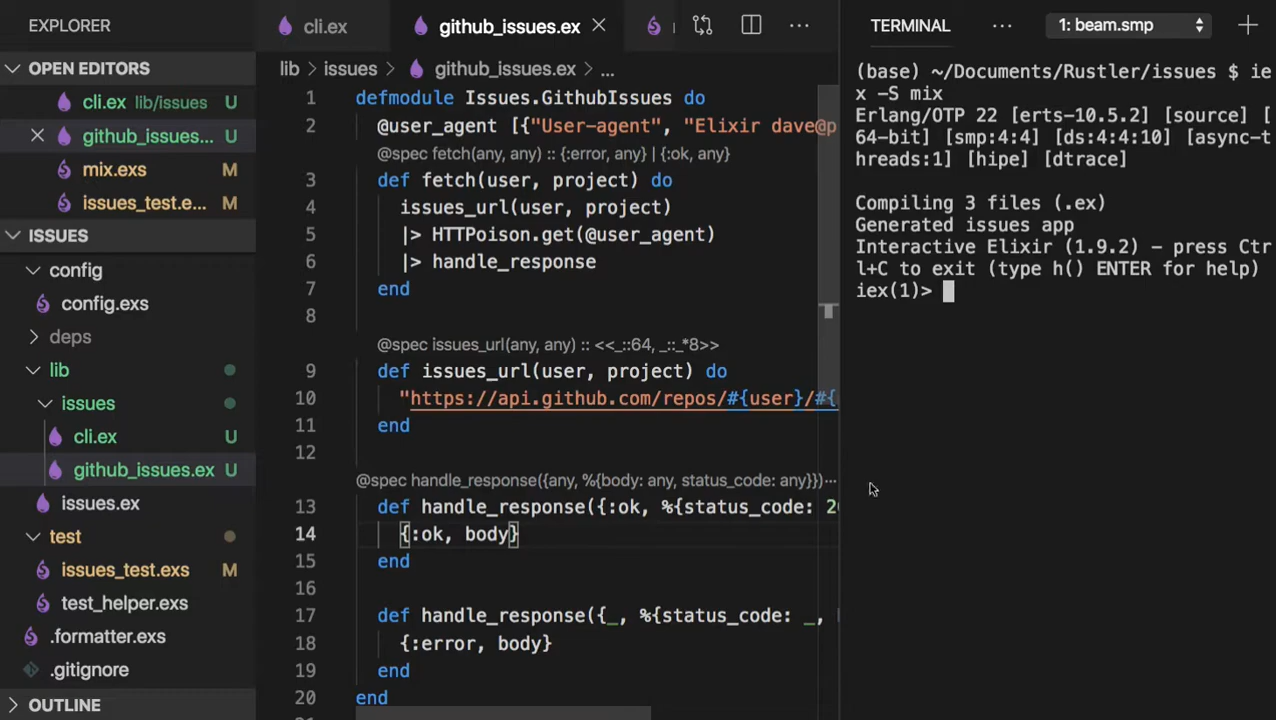 EXPLORER
OPEN EDITORS
cli.ex lib/issues U
github_issues... U
mix.exs M
issues_test.e... M
ISSUES
config
config.exs
deps
lib
issues
cli.ex U
github_issues.ex U
issues.ex
test
issues_test.exs M
test_helper.exs
.formatter.exs
.gitignore
OUTLINE
cli.ex
github_issues.ex
lib > issues > github_issues.ex > ...
1 defmodule Issues.GithubIssues do
2 @user_agent [{"User-agent", "Elixir dave@p
@spec fetch(any, any) :: {:error, any} | {:ok, any}
3 def fetch(user, project) do
4 issues_url(user, project)
5 |> HTTPoison.get(@user_agent)
6 |> handle_response
7 end
8
@spec issues_url(any, any) :: <<_::64, _::_*8>>
9 def issues_url(user, project) do
10 "https://api.github.com/repos/#{user}/#{
11 end
12
@spec handle_response({any, %{body: any, status_code: any}})...
13 def handle_response({:ok, %{status_code: 20
14 {:ok, body}
15 end
16
17 def handle_response({_, %{status_code: _,
18 {:error, body}
19 end
20 end
TERMINAL ... 1: beam.smp
(base) ~/Documents/Rustler/issues $ ie
x -S mix
Erlang/OTP 22 [erts-10.5.2] [source] [
64-bit] [smp:4:4] [ds:4:4:10] [async-t
hreads:1] [hipe] [dtrace]
Compiling 3 files (.ex)
Generated issues app
Interactive Elixir (1.9.2) - press Ctr
l+C to exit (type h() ENTER for help)
iex(1)>